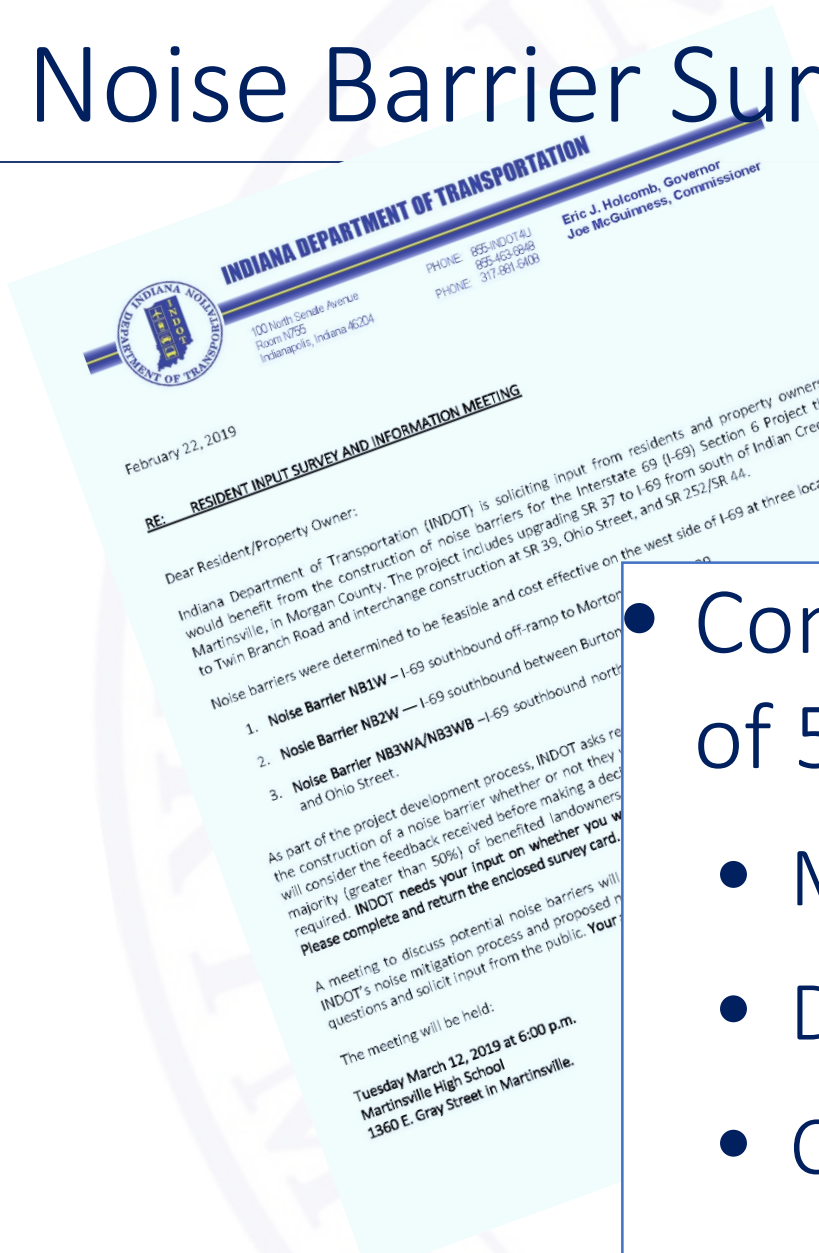 Noise Barrier Sur
INDIANA DEPARTMENT OF TRANSPORTATION
INDIANA DEPARTMENT OF TRANSPORTATION
INDOT
100 North Senate Avenue
Room N755
Indianapolis, Indiana 46204
PHONE: 855-INDOT4U
855-463-6848
PHONE: 317-881-6408
Eric J. Holcomb, Governor
Joe McGuinness, Commissioner
February 22, 2019
RE: RESIDENT INPUT SURVEY AND INFORMATION MEETING
Dear Resident/Property Owner:
Indiana Department of Transportation (INDOT) is soliciting input from residents and property owners
would benefit from the construction of noise barriers for the Interstate 69 (I-69) Section 6 Project
Martinsville, in Morgan County. The project includes upgrading SR 37 to I-69 from south of Indian
to Twin Branch Road and interchange construction at SR 39, Ohio Street, and SR 252/SR 44.
Noise barriers were determined to be feasible and cost effective on the west side of I-69 at three
1. Noise Barrier NB1W – I-69 southbound off-ramp to Morton
2. Nosie Barrier NB2W — I-69 southbound between Burton
3. Noise Barrier NB3WA/NB3WB –I-69 southbound north
and Ohio Street.
As part of the project development process, INDOT asks
the construction of a noise barrier whether or not they
will consider the feedback received before making a
majority (greater than 50%) of benefited landowners
required. INDOT needs your input on whether you
Please complete and return the enclosed survey card.
A meeting to discuss potential noise barriers will
INDOT's noise mitigation process and proposed
questions and solicit input from the public. Your
The meeting will be held:
Tuesday March 12, 2019 at 6:00 p.m.
Martinsville High School
1360 E. Gray Street in Martinsville.
• Cor
of 5
•
• D
•